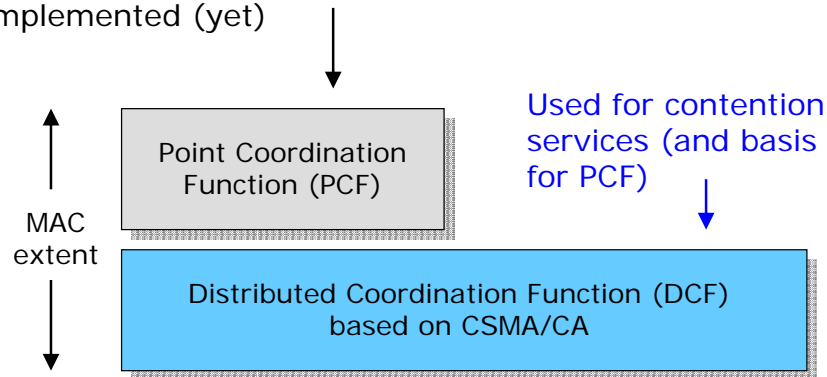 mplemented (yet)
Used for contention
services (and basis
for PCF)
Point Coordination
Function (PCF)
MAC
extent
Distributed Coordination Function (DCF)
based on CSMA/CA